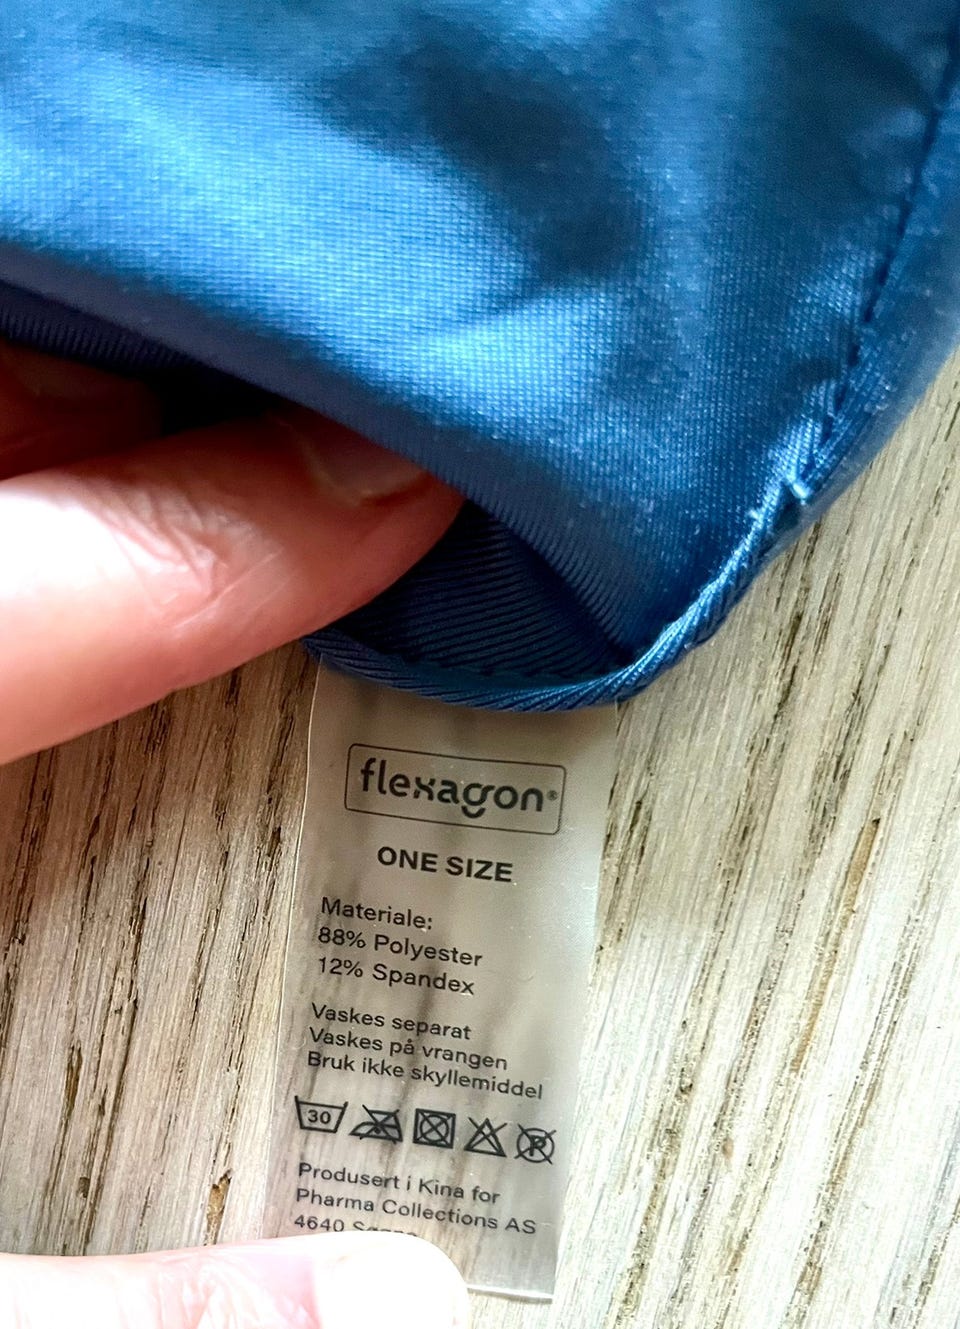 flexagon®
ONE SIZE
Materiale:
88% Polyester
12% Spandex
Vaskes separat
Vaskes på vrangen
Bruk ikke skyllemiddel
30
P
Produsert i Kina for
Pharma Collections AS
4640